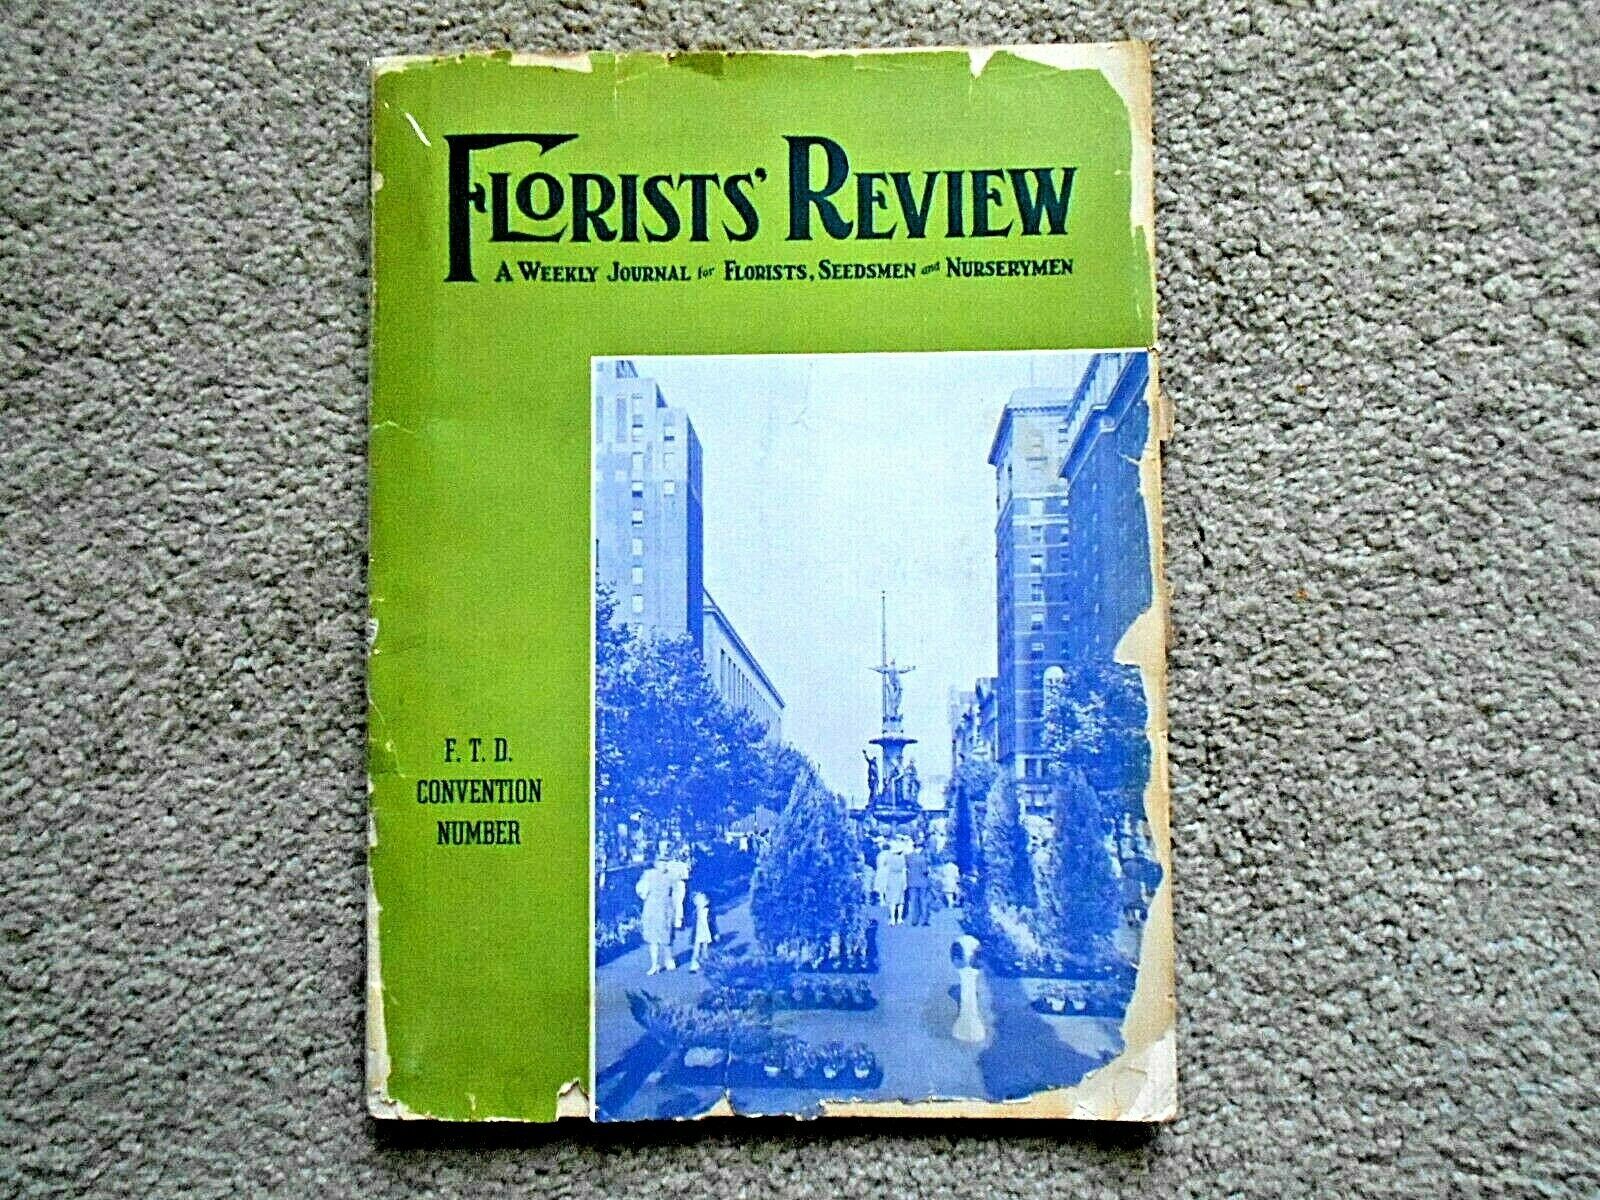 FLORISTS' REVIEW
A WEEKLY JOURNAL for FLORISTS, SEEDSMEN and NURSERYMEN
F. T. D.
CONVENTION
NUMBER